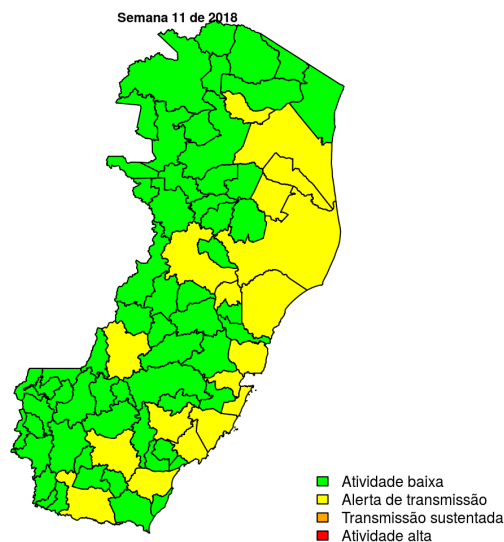 Semana 11 de 2018
Atividade baixa
Alerta de transmissão
Transmissão sustentada
Atividade alta